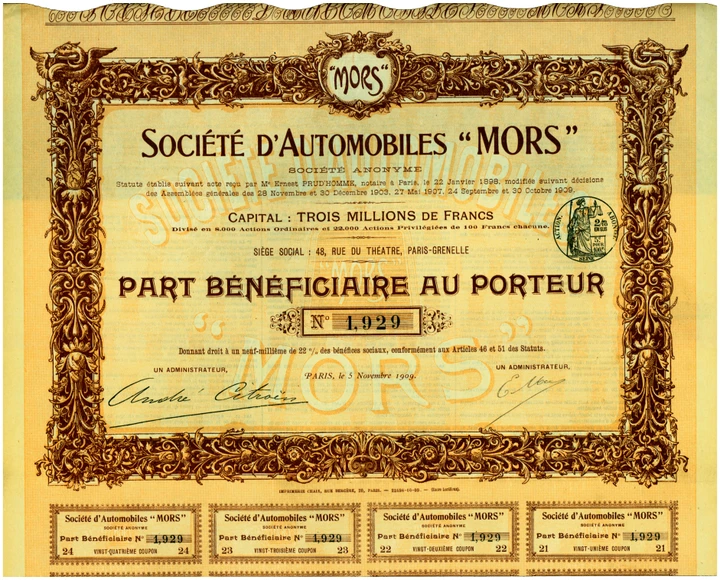 "MORS"
SOCIÉTÉ D'AUTOMOBILES "MORS"
SOCIÉTÉ ANONYME
Statuts établis suivant acte reçu par Me Ernest PRUD'HOMME, notaire à Paris, le 22 Janvier 1898, modifiés suivant décisions
des Assemblées générales des 28 Novembre et 30 Décembre 1903, 27 Mai 1907, 24 Septembre et 30 Octobre 1909.
CAPITAL : TROIS MILLIONS DE FRANCS
Divisé en 8.000 Actions Ordinaires et 22.000 Actions Privilégiées de 100 Francs chacune.
SIÈGE SOCIAL : 48, RUE DU THÉATRE, PARIS-GRENELLE
PART BÉNÉFICIAIRE AU PORTEUR
No 1,929
Donnant droit à un neuf-millième de 22 % des bénéfices sociaux, conformément aux Articles 46 et 51 des Statuts.
UN ADMINISTRATEUR,
PARIS, le 5 Novembre 1909.
UN ADMINISTRATEUR,
André Citroën
IMPRIMERIE CHAIX, RUE BERGÈRE, 20, PARIS.
Société d'Automobiles "MORS"
SOCIÉTÉ ANONYME
Part Bénéficiaire No 1,929
24 VINGT-QUATRIÈME COUPON 24
Société d'Automobiles "MORS"
SOCIÉTÉ ANONYME
Part Bénéficiaire No 1,929
23 VINGT-TROISIÈME COUPON 23
Société d'Automobiles "MORS"
SOCIÉTÉ ANONYME
Part Bénéficiaire No 1,929
22 VINGT-DEUXIÈME COUPON 22
Société d'Automobiles "MORS"
SOCIÉTÉ ANONYME
Part Bénéficiaire No 1,929
21 VINGT-UNIÈME COUPON 21